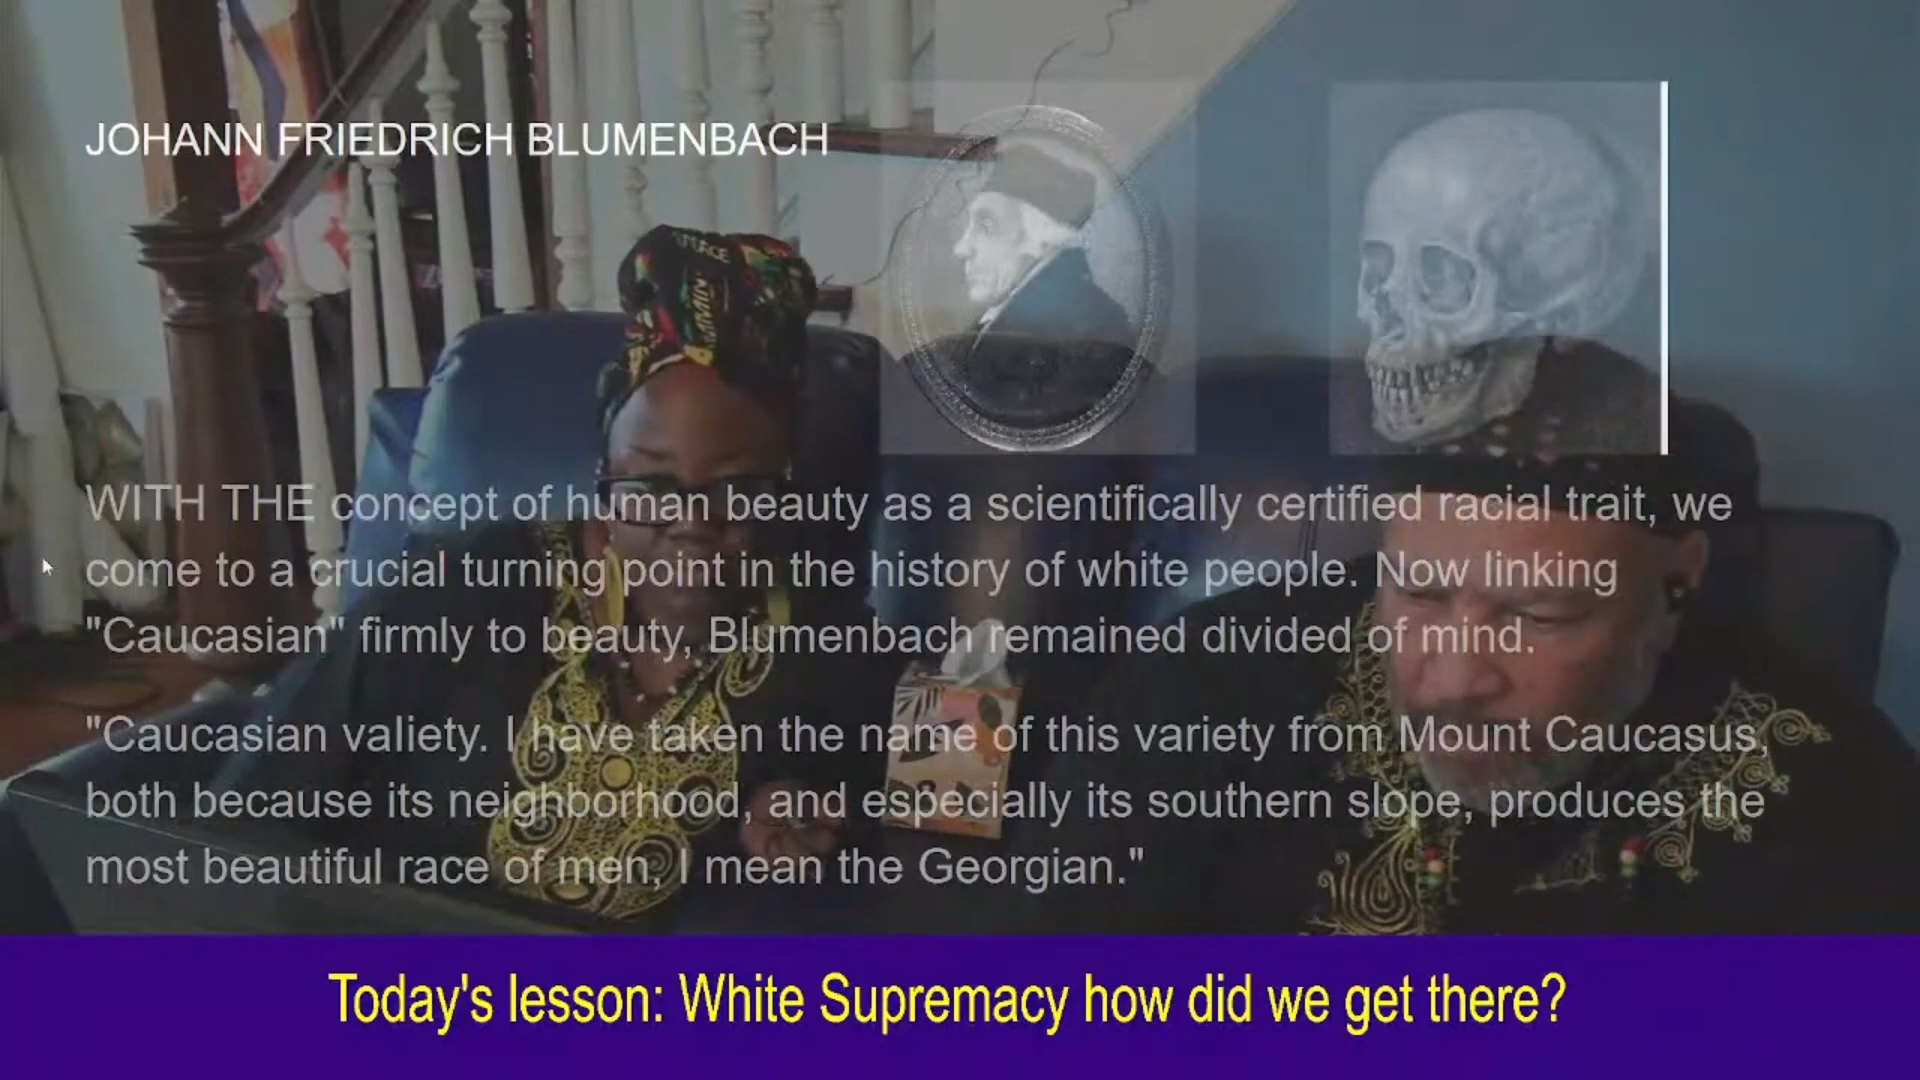 JOHANN FRIEDRICH BLUMENBACH
PEACE
WITH THE concept of human beauty as a scientifically certified racial trait, we
come to a crucial turning point in the history of white people. Now linking
"Caucasian" firmly to beauty, Blumenbach remained divided of mind.
"Caucasian valiety. I have taken the name of this variety from Mount Caucasus,
both because its neighborhood, and especially its southern slope, produces the
most beautiful race of men, I mean the Georgian."
Today's lesson: White Supremacy how did we get there?